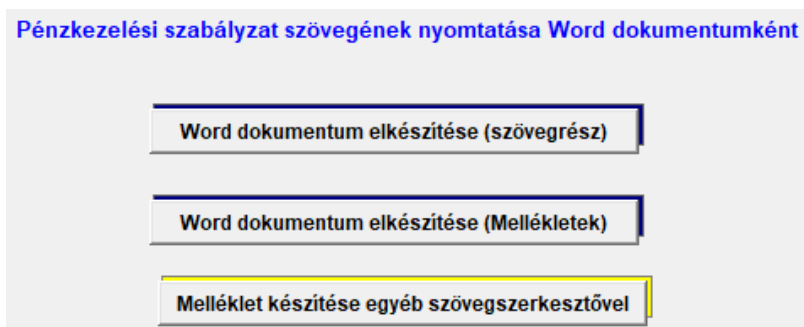 Pénzkezelési szabályzat szövegének nyomtatása Word dokumentumként
Word dokumentum elkészítése (szövegrész)
Word dokumentum elkészítése (Mellékletek)
Melléklet készítése egyéb szövegszerkesztővel